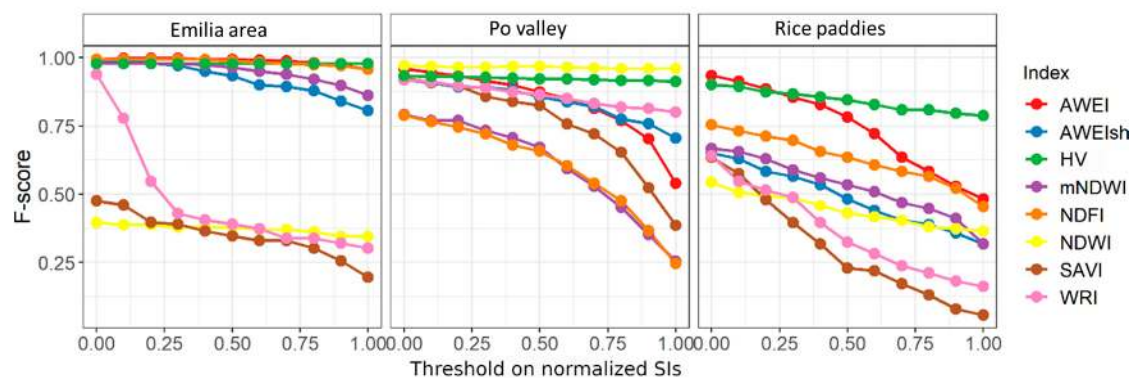 Emilia area
Po valley
Rice paddies
F-score
1.00
0.75
0.50
0.25
0.00 0.25 0.50 0.75 1.00
0.00 0.25 0.50 0.75 1.00
0.00 0.25 0.50 0.75 1.00
Threshold on normalized SIs
Index
AWEI
AWEIsh
HV
mNDWI
NDFI
NDWI
SAVI
WRI